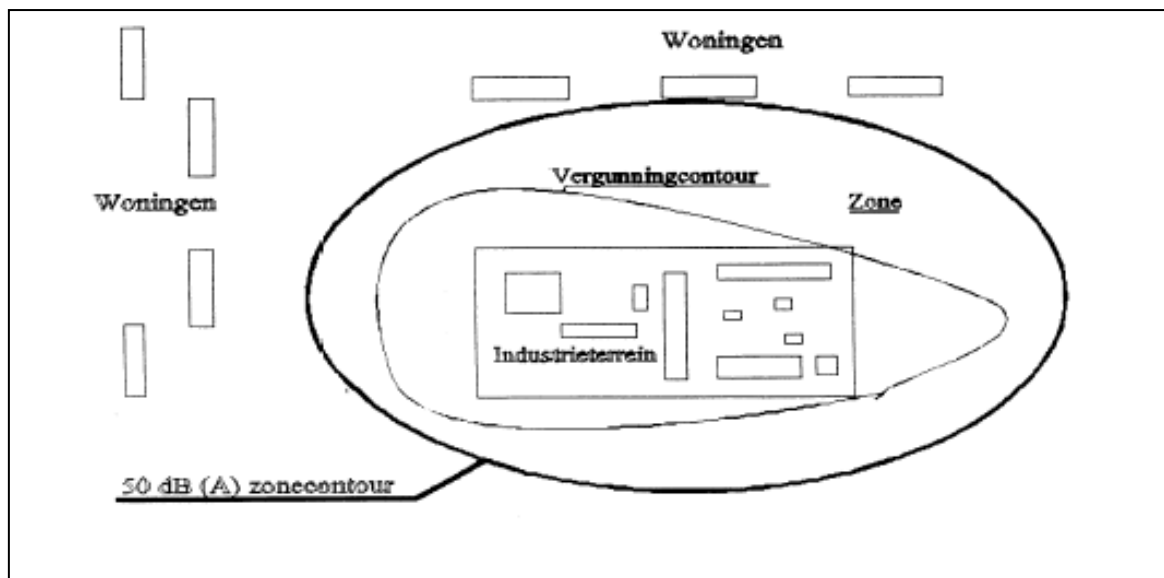 Woningen
Vergunningcontour
Woningen
Zone
Industrieterrein
50 dB (A) zonecontour